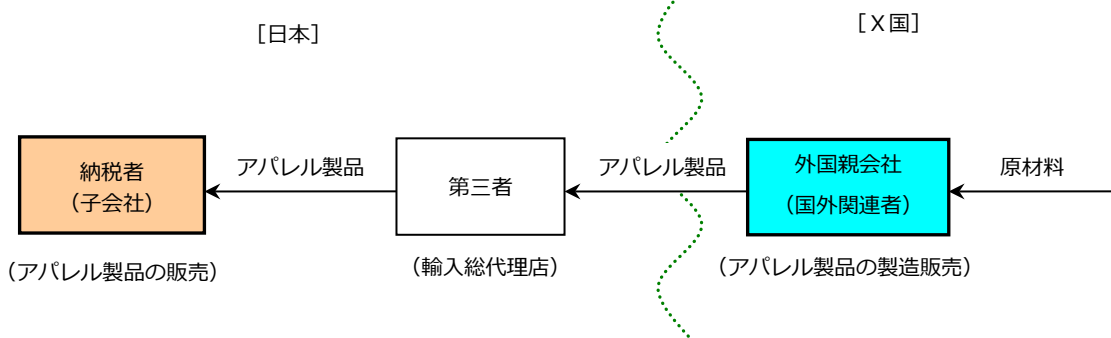 ［日本］
［Ｘ国］
納税者
（子会社）
アパレル製品
第三者
アパレル製品
外国親会社
（国外関連者）
原材料
（アパレル製品の販売）
（輸入総代理店）
（アパレル製品の製造販売）